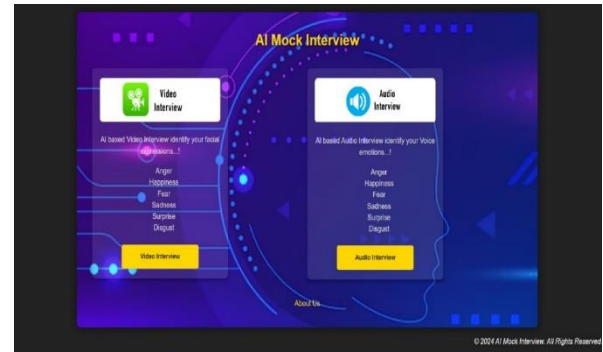 AI Mock Interview
Video
Interview
AI based Video Interview identify your facial
expressions...!
Anger
Happiness
Fear
Sadness
Surprise
Disgust
Video Interview
Audio
Interview
AI based Audio Interview identify your Voice
emotions...!
Anger
Happiness
Fear
Sadness
Surprise
Disgust
Audio Interview
About Us
© 2024 AI Mock Interview. All Rights Reserved.